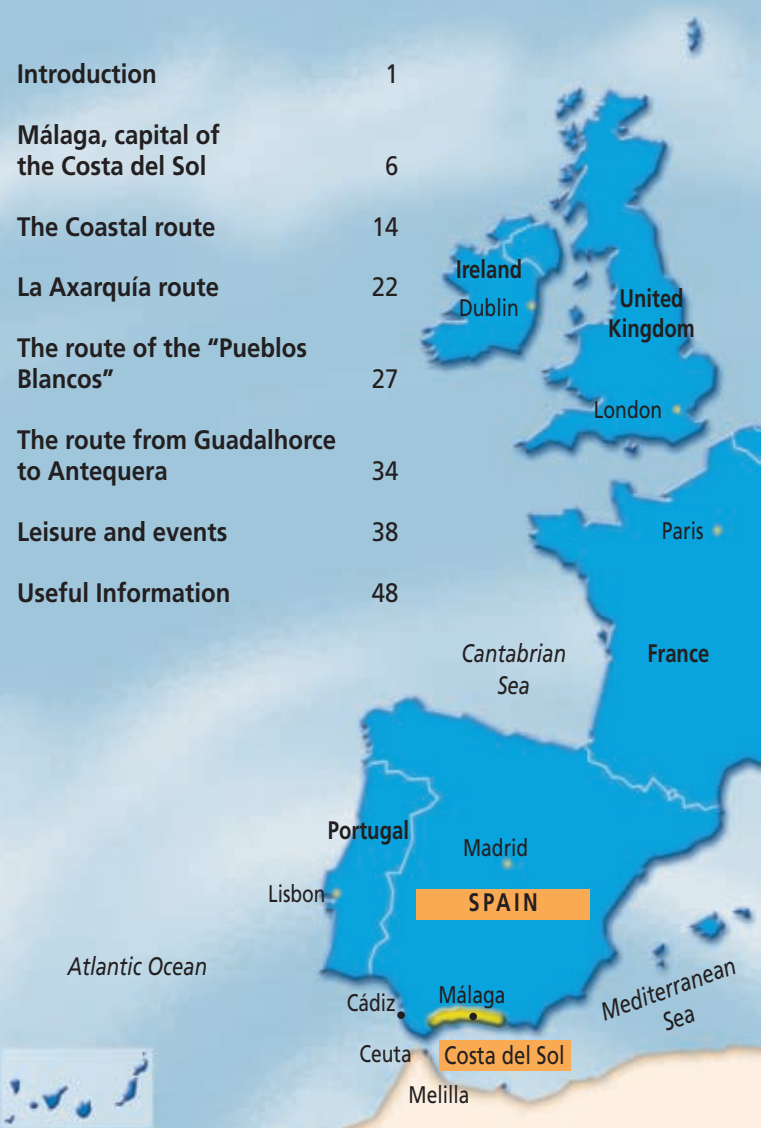 Introduction 1
Málaga, capital of
the Costa del Sol 6
The Coastal route 14
La Axarquía route 22
The route of the “Pueblos
Blancos” 27
The route from Guadalhorce
to Antequera 34
Leisure and events 38
Useful Information 48
Ireland
Dublin
United
Kingdom
London
Paris
Cantabrian
Sea
France
Portugal
Madrid
Lisbon
SPAIN
Atlantic Ocean
Cádiz
Málaga
Mediterranean
Sea
Ceuta
Costa del Sol
Melilla